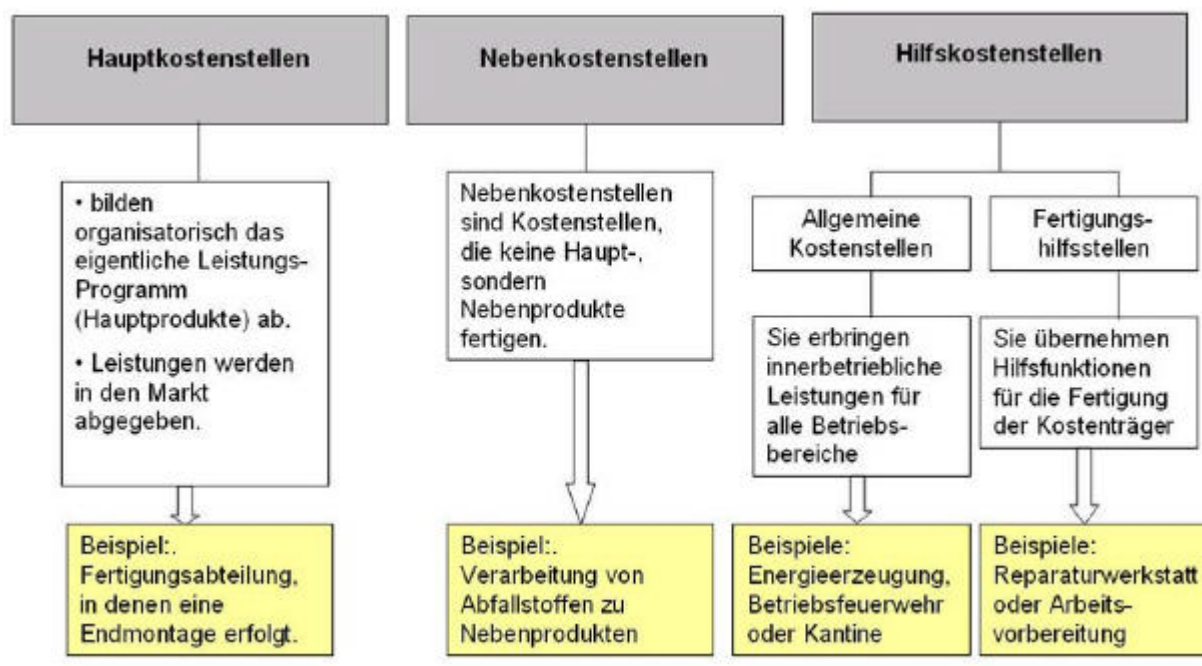 Hauptkostenstellen
• bilden
organisatorisch das
eigentliche Leistungs-
Programm
(Hauptprodukte) ab.
• Leistungen werden
in den Markt
abgegeben.
Beispiel:.
Fertigungsabteilung,
in denen eine
Endmontage erfolgt.
Nebenkostenstellen
Nebenkostenstellen
sind Kostenstellen,
die keine Haupt-,
sondern
Nebenprodukte
fertigen.
Beispiel:.
Verarbeitung von
Abfallstoffen zu
Nebenprodukten
Hilfskostenstellen
Allgemeine
Kostenstellen
Sie erbringen
innerbetriebliche
Leistungen für
alle Betriebs-
bereiche
Beispiele:
Energieerzeugung,
Betriebsfeuerwehr
oder Kantine
Fertigungs-
hilfsstellen
Sie übernehmen
Hilfsfunktionen
für die Fertigung
der Kostenträger
Beispiele:
Reparaturwerkstatt
oder Arbeits-
vorbereitung